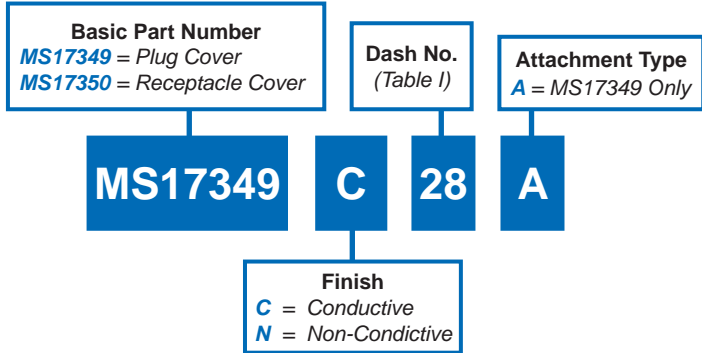 Basic Part Number
MS17349 = Plug Cover
MS17350 = Receptacle Cover
Dash No.
(Table I)
Attachment Type
A = MS17349 Only
MS17349 C 28 A
Finish
C = Conductive
N = Non-Condictive